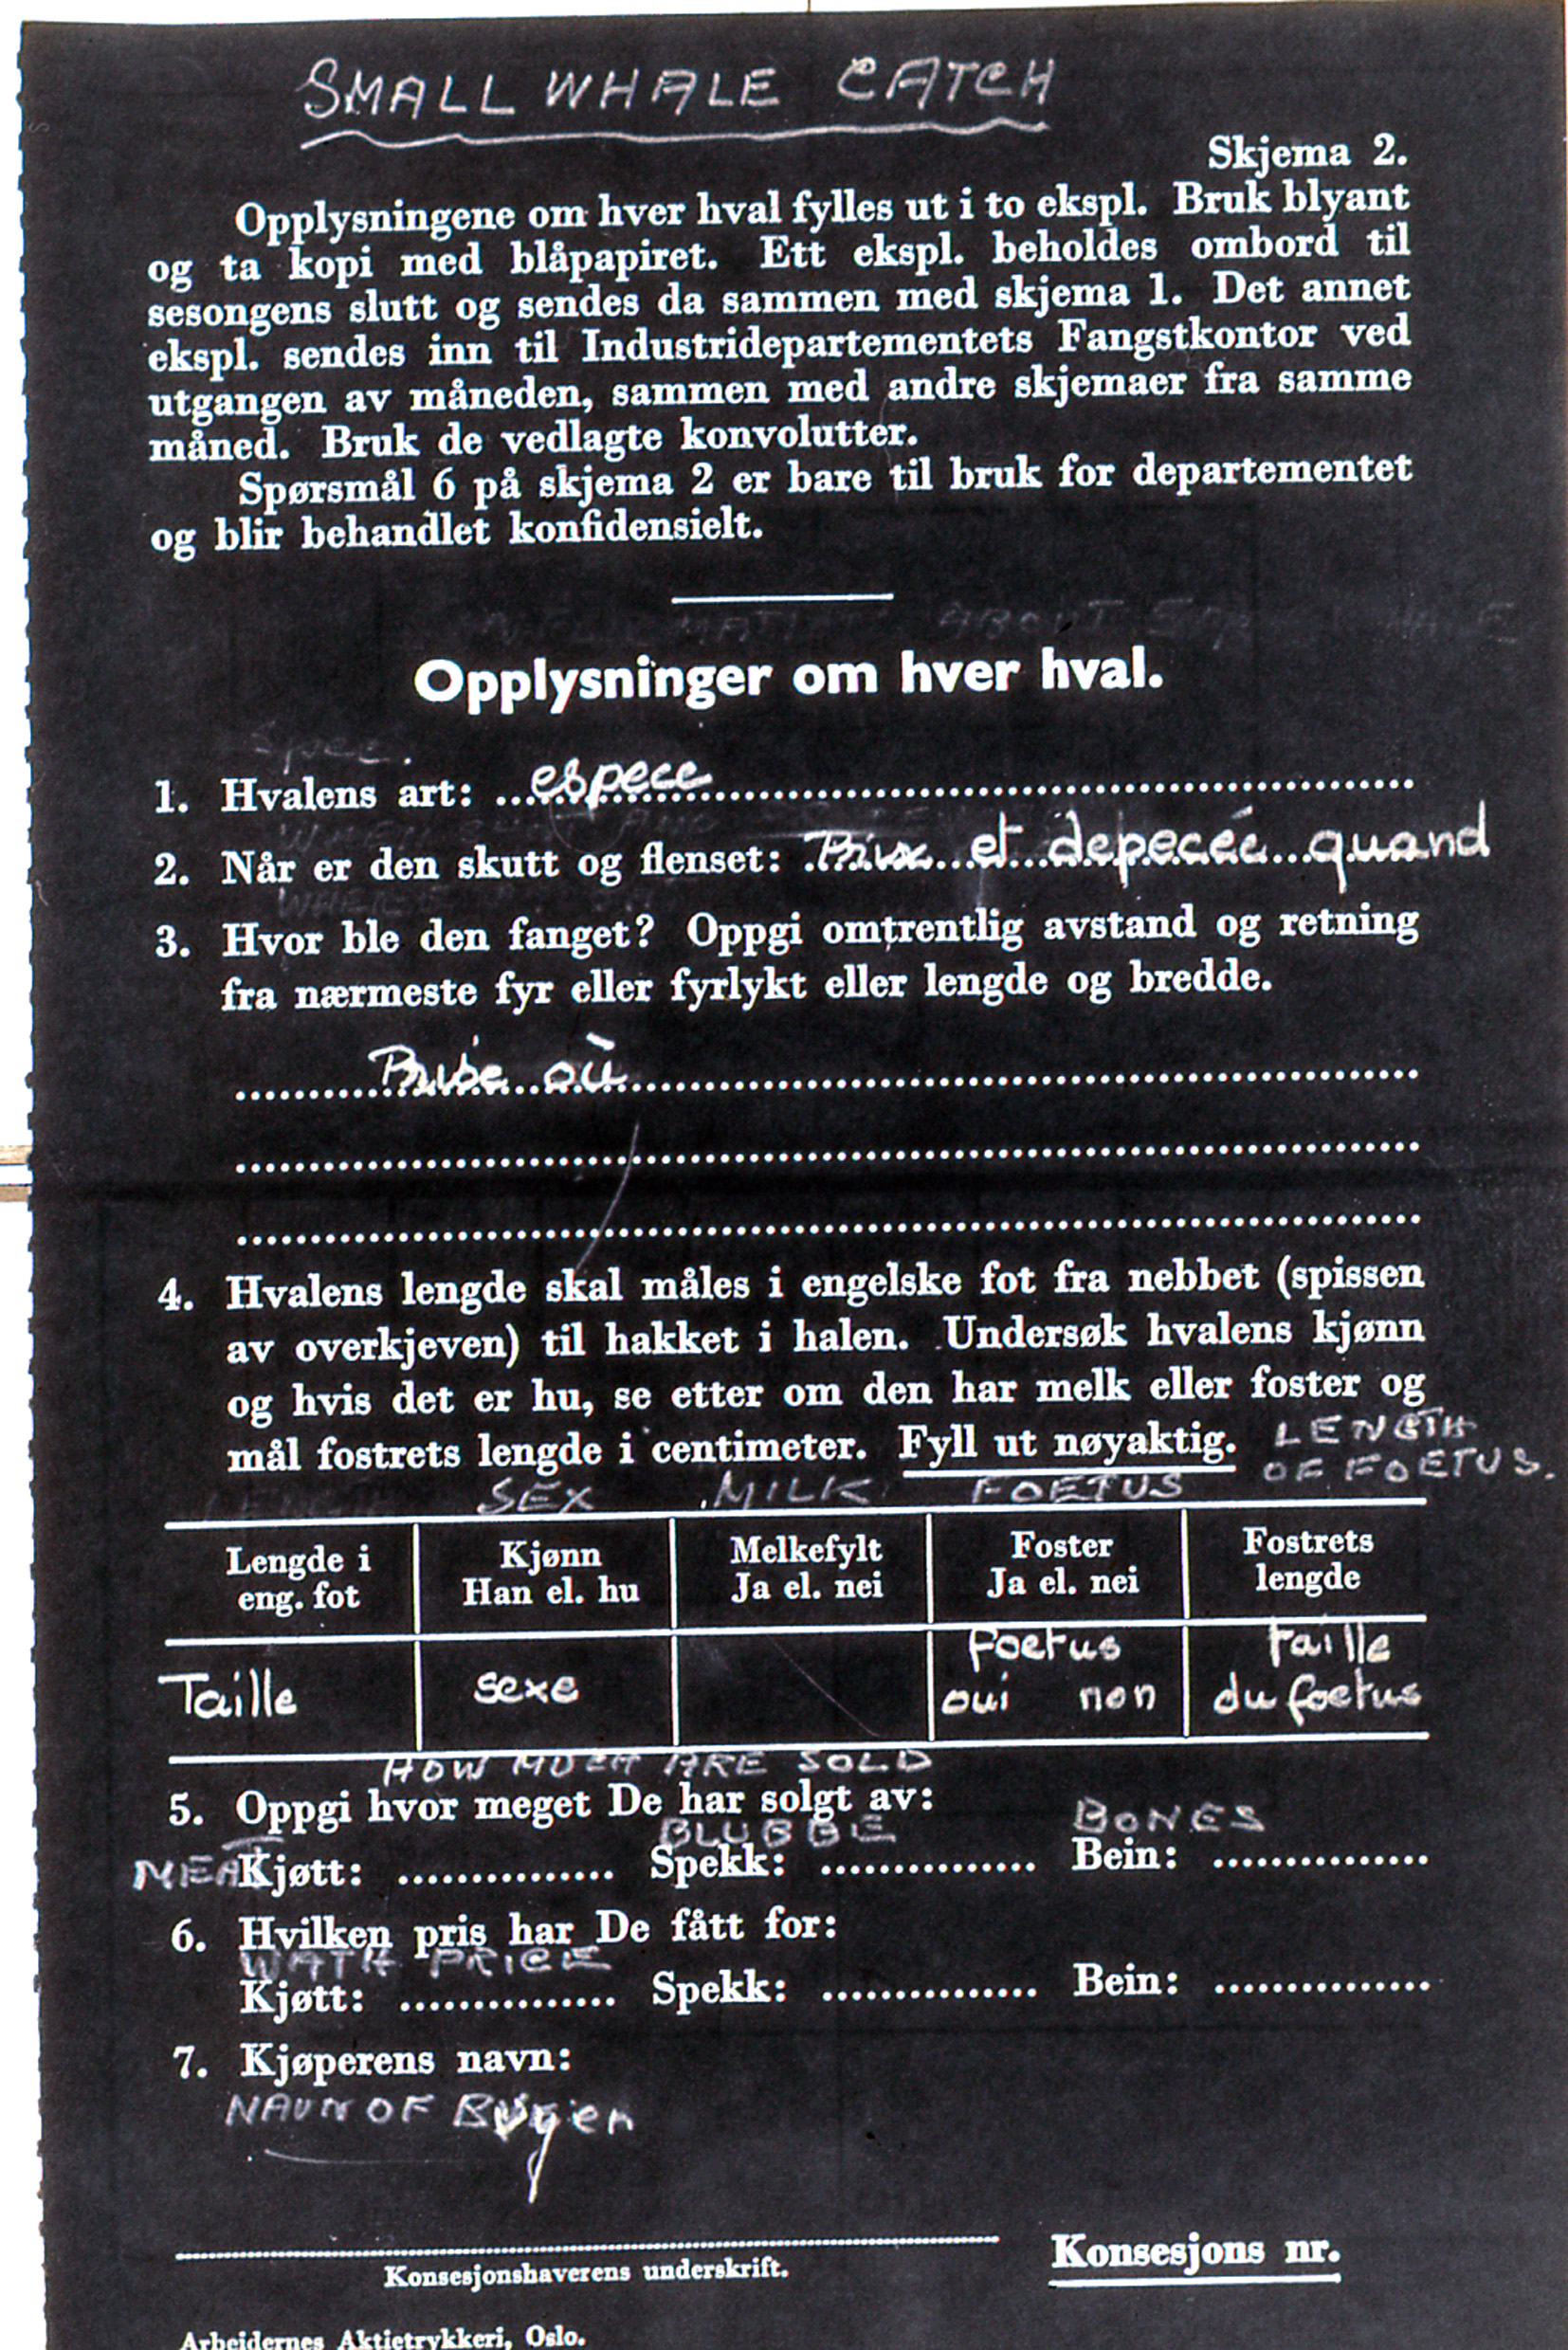 SMALL WHALE CATCH
Skjema 2.
Opplysningene om hver hval fylles ut i to ekspl. Bruk blyant
og ta kopi med blåpapiret. Ett ekspl. beholdes ombord til
sesongens slutt og sendes da sammen med skjema 1. Det annet
ekspl. sendes inn til Industridepartementets Fangstkontor ved
utgangen av måneden, sammen med andre skjemaer fra samme
måned. Bruk de vedlagte konvolutter.
Spørsmål 6 på skjema 2 er bare til bruk for departementet
og blir behandlet konfidensielt.
ABOUT
Opplysninger om hver hval.
1. Hvalens art: espece
2. Når er den skutt og flenset: Prise et depecée quand
3. Hvor ble den fanget? Oppgi omtrentlig avstand og retning
fra nærmeste fyr eller fyrlykt eller lengde og bredde.
Prise où
4. Hvalens lengde skal måles i engelske fot fra nebbet (spissen
av overkjeven) til hakket i halen. Undersøk hvalens kjønn
og hvis det er hu, se etter om den har melk eller foster og
mål fostrets lengde i centimeter. Fyll ut nøyaktig. LENGTH
OF FOETUS.
SEX MILK FOETUS
Lengde i eng. fot Kjønn Han el. hu Melkefylt Ja el. nei Foster Ja el. nei Fostrets lengde
Taille sexe foetus oui non taille du foetus
HOW MUCH ARE SOLD
5. Oppgi hvor meget De har solgt av:
BLUBBE BONES
MEAT Kjøtt: Spekk: Bein:
6. Hvilken pris har De fått for:
WATH PRICE
Kjøtt: Spekk: Bein:
7. Kjøperens navn:
NAVN OF Buyer
Konsesjonshaverens underskrift.
Konsesjons nr.
Arbeidernes Aktietrykkeri, Oslo.